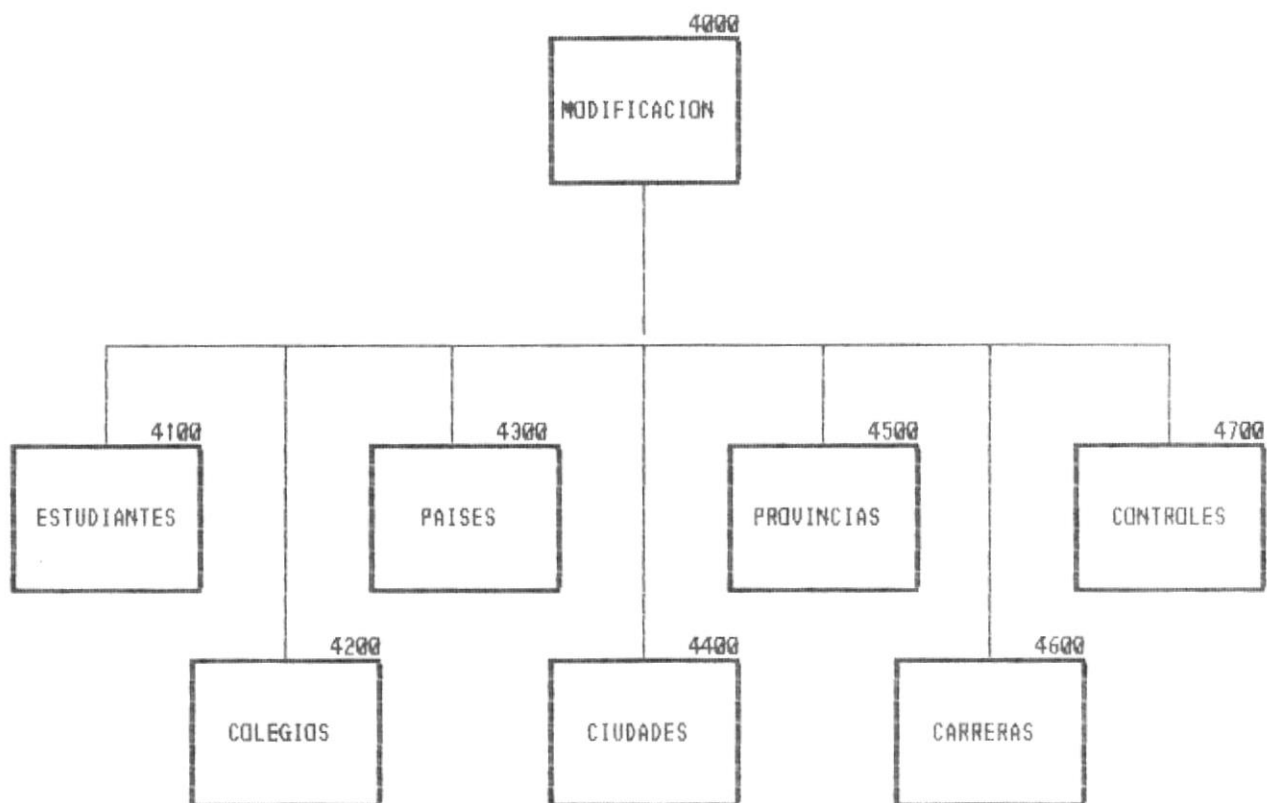 4000
MODIFICACION
4100
4300
4500
4700
ESTUDIANTES
PAISES
PROVINCIAS
CONTROLES
4200
4400
4600
COLEGIOS
CIUDADES
CARRERAS